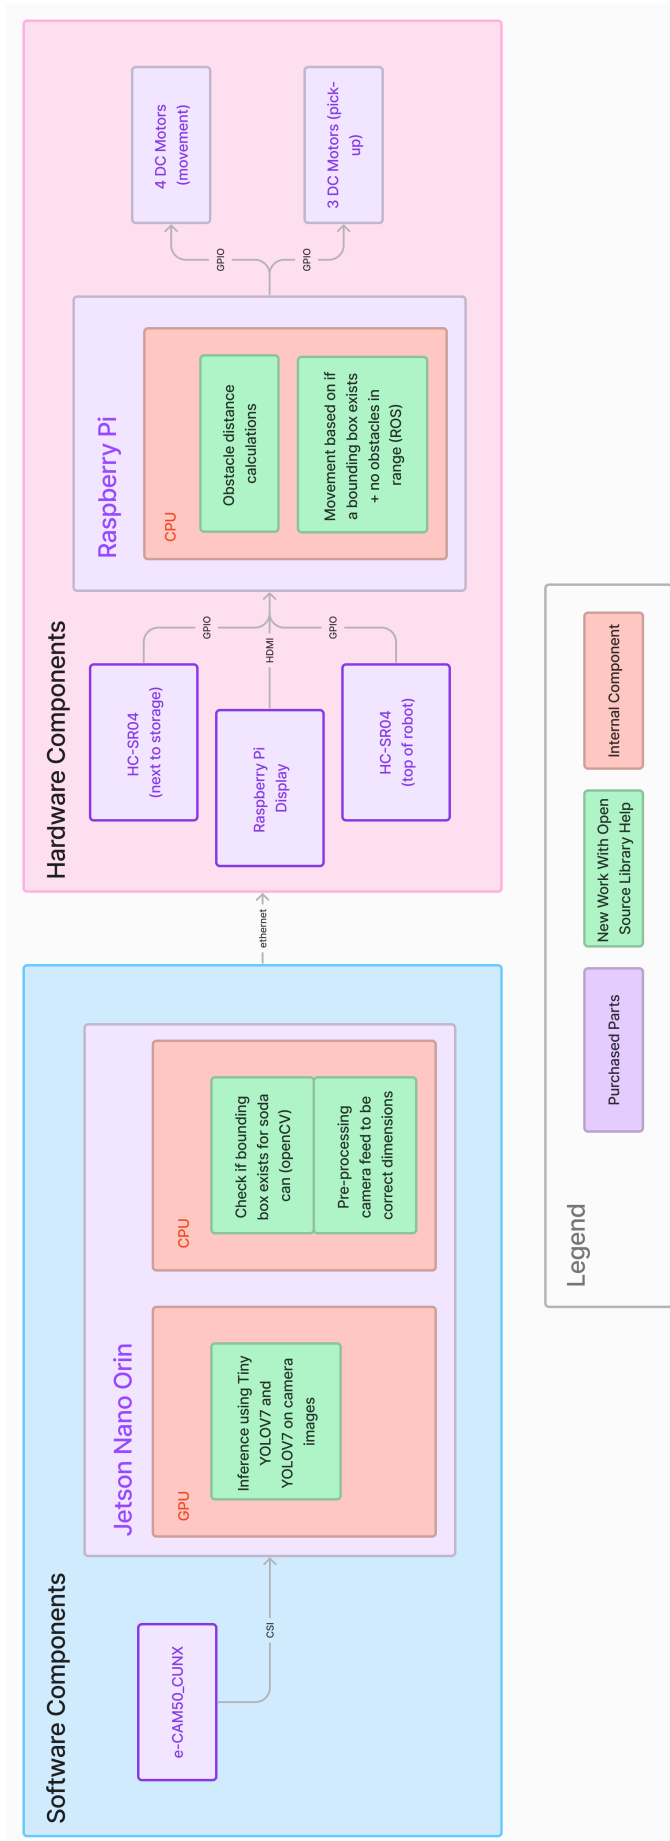 Software Components
e-CAM50_CUNX
CSI
Jetson Nano Orin
GPU
Inference using Tiny
YOLOV7 and
YOLOV7 on camera
images
CPU
Check if bounding
box exists for soda
can (openCV)
Pre-processing
camera feed to be
correct dimensions
ethernet
Hardware Components
HC-SR04
(next to storage)
Raspberry Pi
Display
HC-SR04
(top of robot)
GPIO
HDMI
GPIO
Raspberry Pi
CPU
Obstacle distance
calculations
Movement based on if
a bounding box exists
+ no obstacles in
range (ROS)
GPIO
GPIO
4 DC Motors
(movement)
3 DC Motors (pick-
up)
Legend
Purchased Parts
New Work With Open
Source Library Help
Internal Component